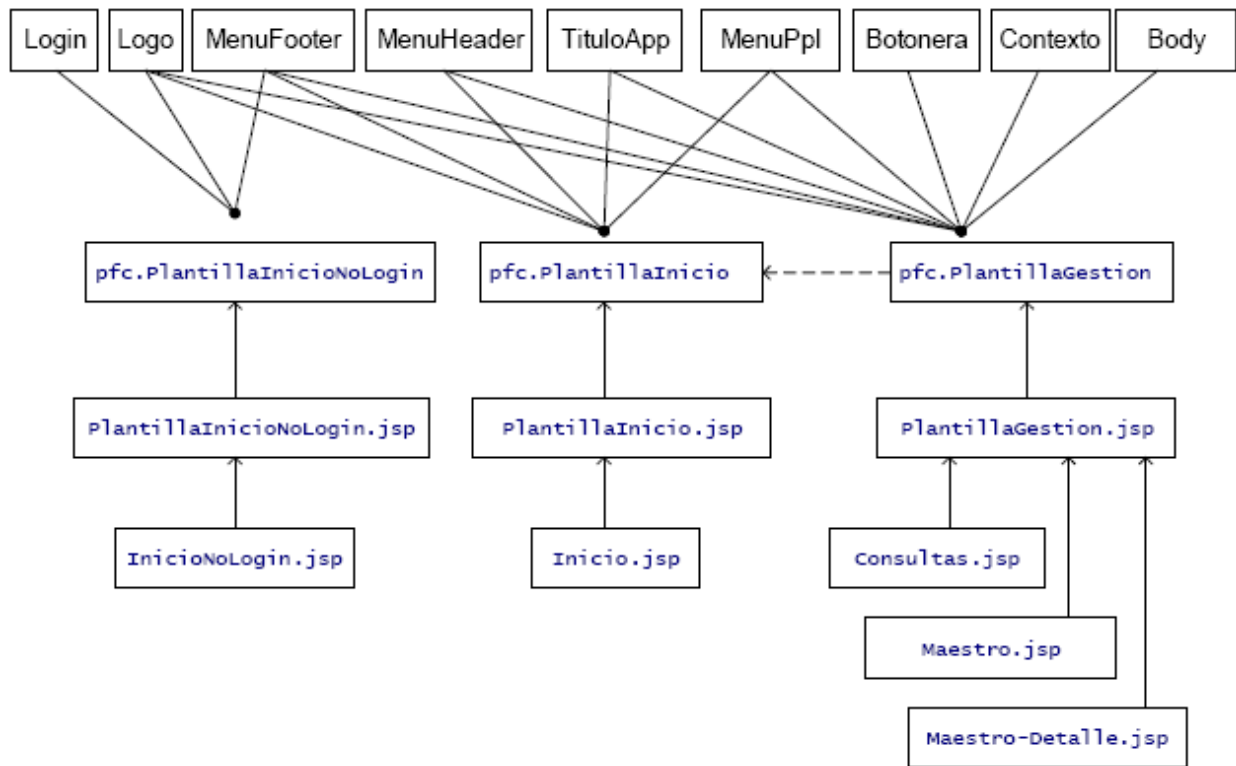 Login
Logo
MenuFooter
MenuHeader
TituloApp
MenuPpl
Botonera
Contexto
Body
pfc.PlantillaInicioNoLogin
pfc.PlantillaInicio
pfc.PlantillaGestion
PlantillaInicioNoLogin.jsp
PlantillaInicio.jsp
PlantillaGestion.jsp
InicioNoLogin.jsp
Inicio.jsp
Consultas.jsp
Maestro.jsp
Maestro-Detalle.jsp